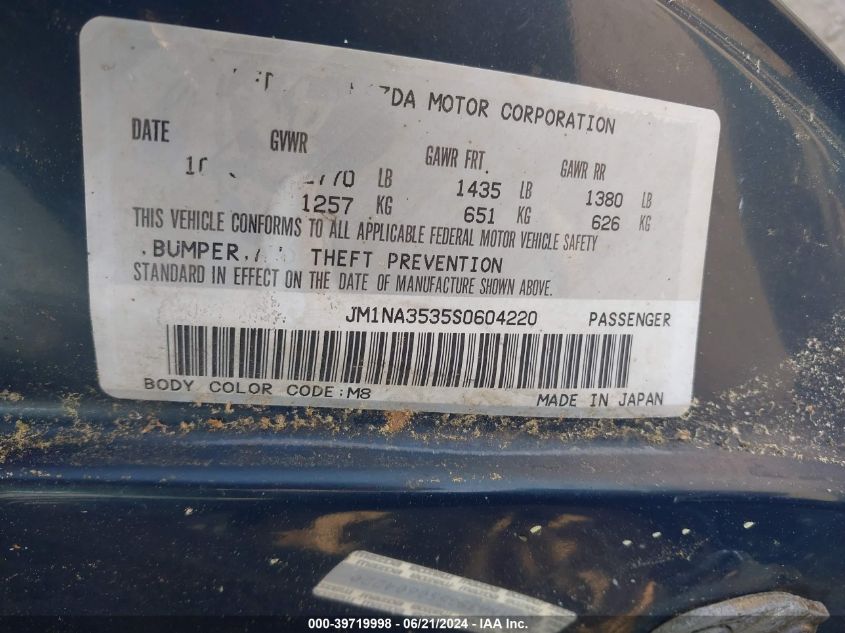 MOTOR CORPORATION
DATE GVWR GAWR FRT. GAWR RR
LB 1435 LB 1380 LB
1257 KG 651 KG 626 KG
THIS VEHICLE CONFORMS TO ALL APPLICABLE FEDERAL MOTOR VEHICLE SAFETY
BUMPER THEFT PREVENTION
STANDARD IN EFFECT ON THE DATE OF MANUFACTURE SHOWN ABOVE.
JM1NA3535S0604220 PASSENGER
BODY COLOR CODE:M8 MADE IN JAPAN
000-39719998 - 06/21/2024 - USA - IAA INC.